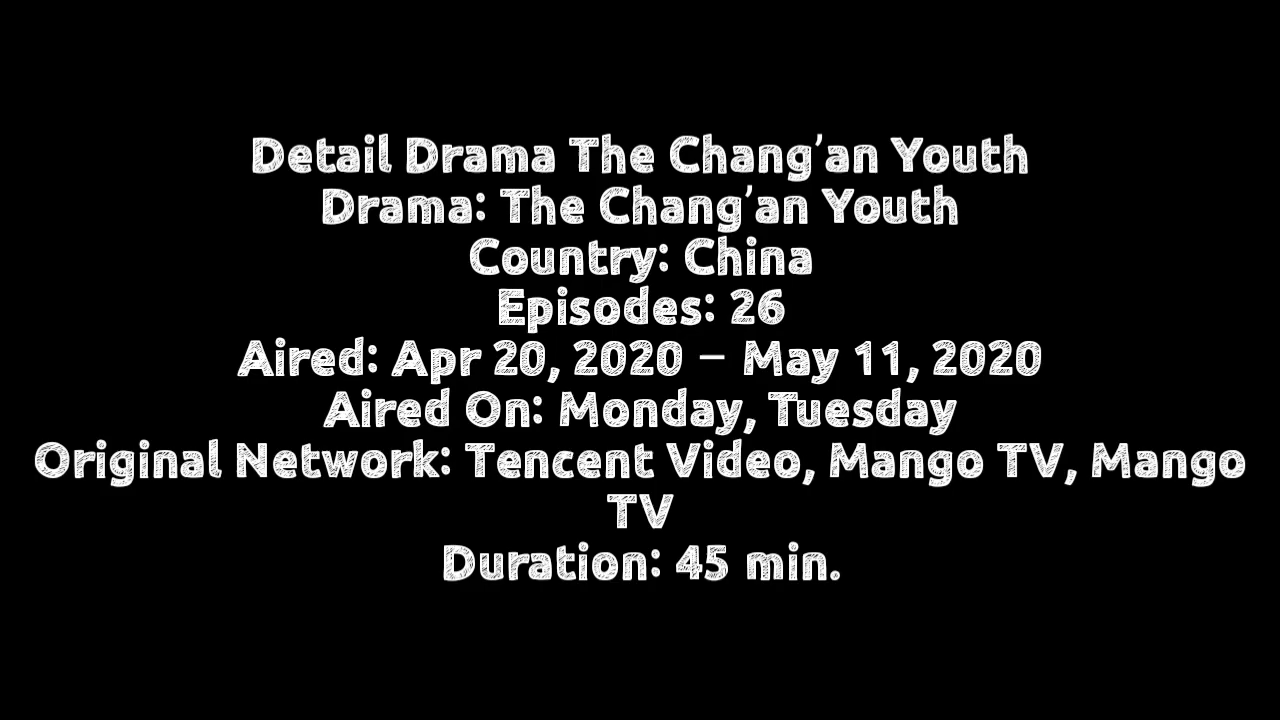 Detail Drama The Chang’an Youth
Drama: The Chang’an Youth
Country: China
Episodes: 26
Aired: Apr 20, 2020 – May 11, 2020
Aired On: Monday, Tuesday
Original Network: Tencent Video, Mango TV, Mango
TV
Duration: 45 min.